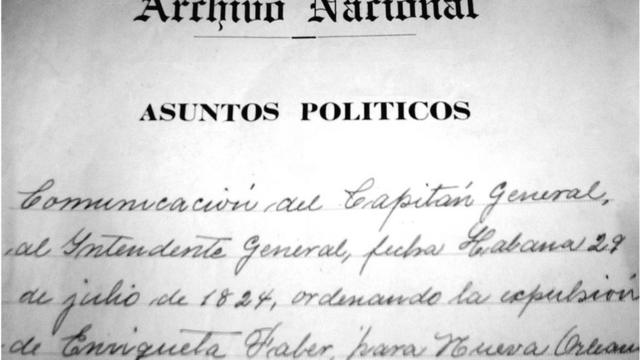 Archivo Nacional
ASUNTOS POLITICOS
Comunicación del Capitán General,
al Intendente General, fecha Habana 29
de julio de 1824, ordenando la expulsión
de Enriqueta Faber, para Nueva Orlean